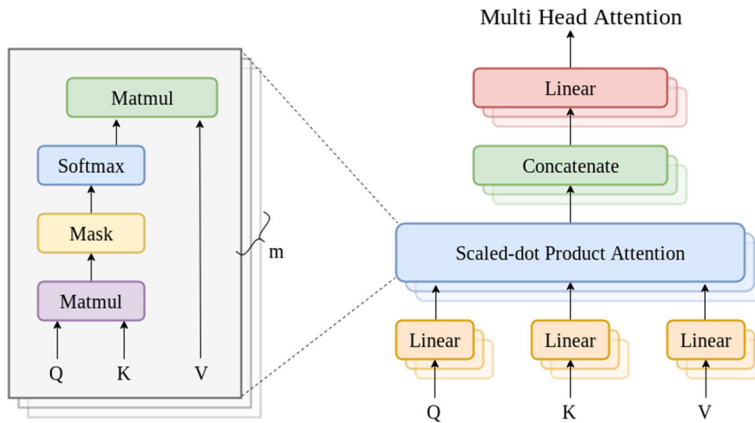 Multi Head Attention
Matmul
Softmax
Mask
Matmul
Q K V
m
Linear
Concatenate
Scaled-dot Product Attention
Linear Linear Linear
Q K V